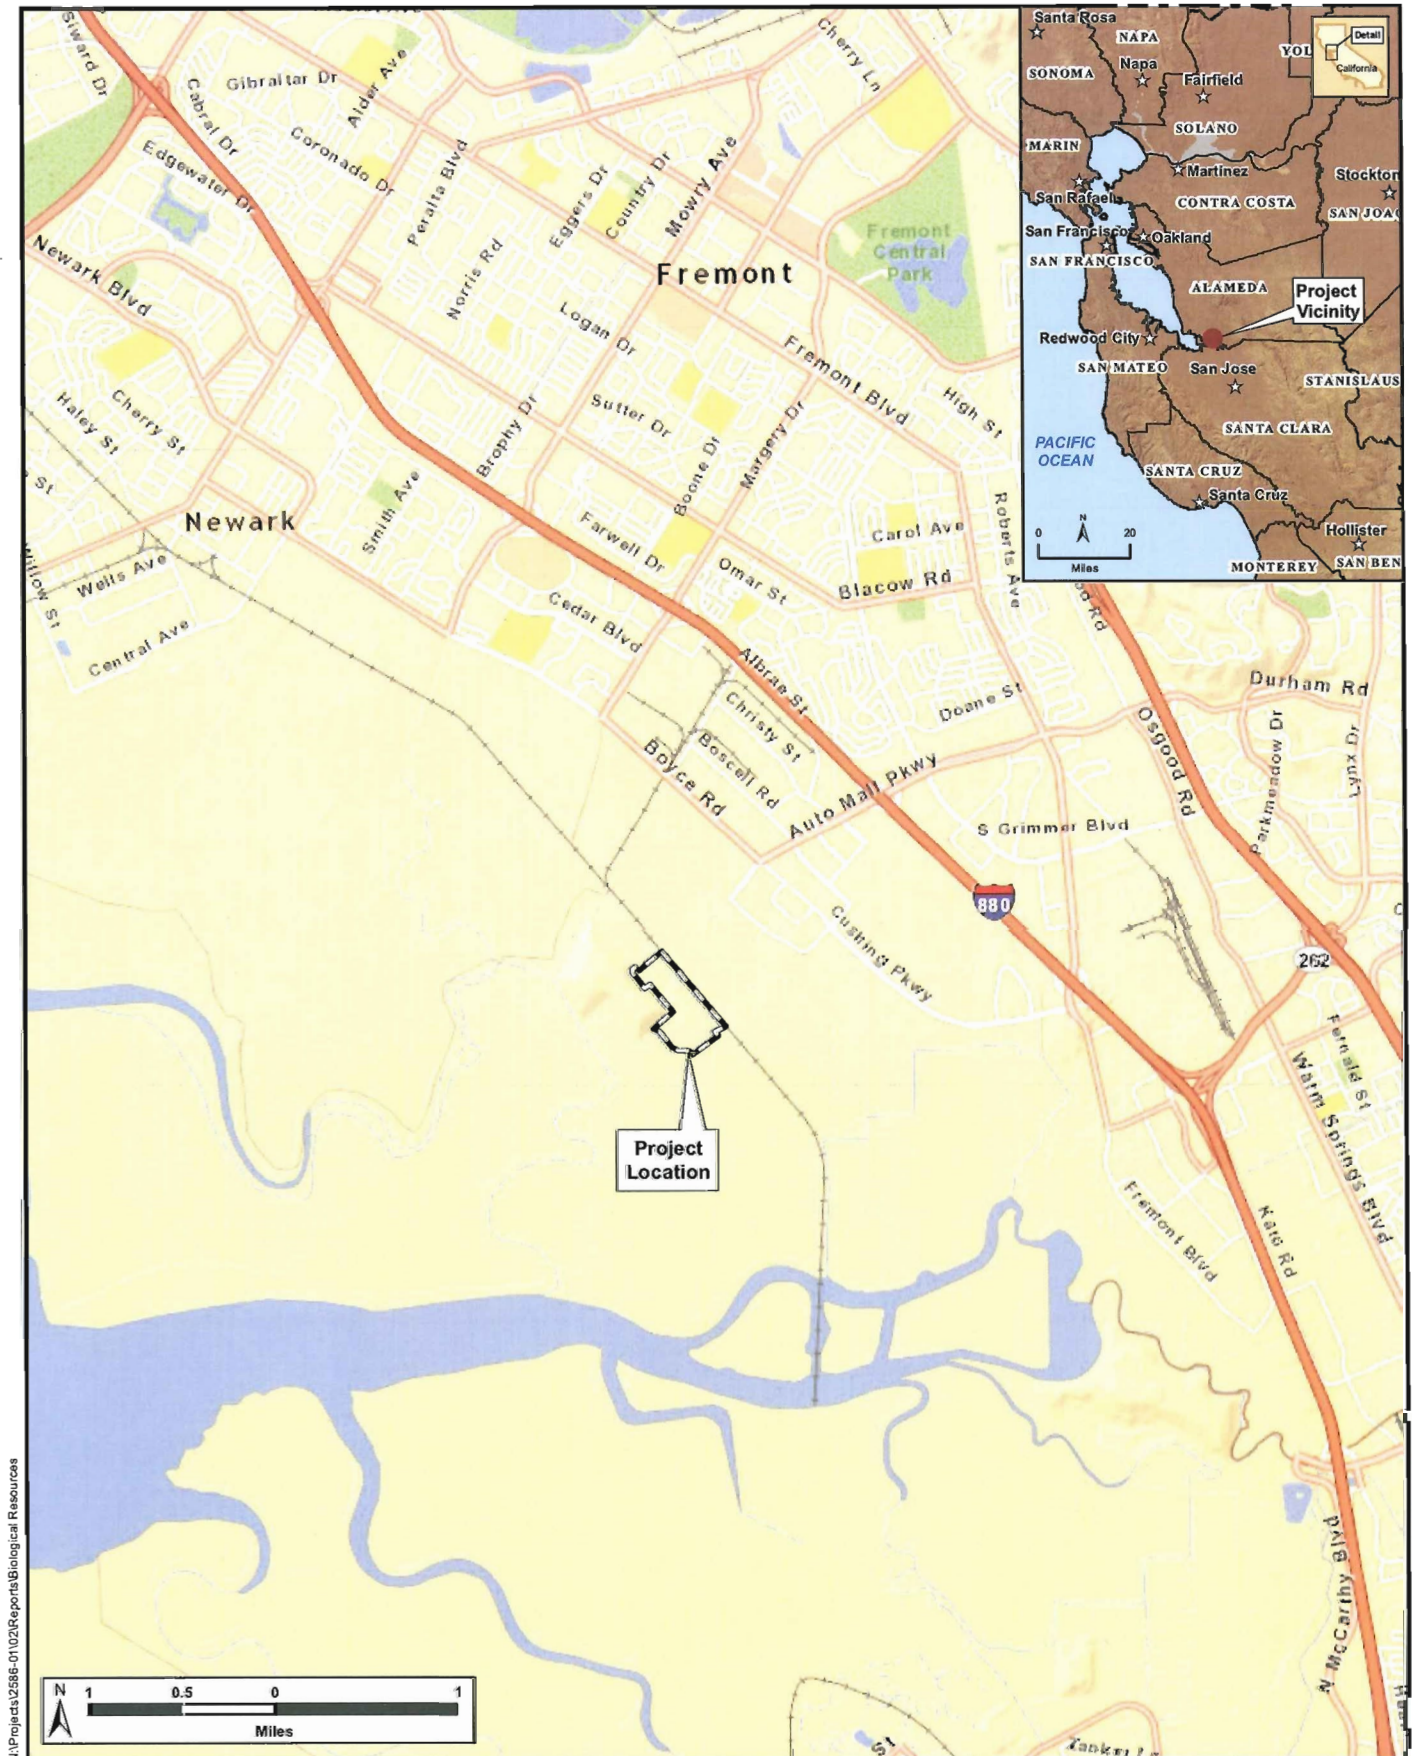 Siward Dr
Cabral Dr
Gibraltar Dr
Alder Ave
Cherry Ln
Edgewater Dr
Coronado Dr
Peralta Blvd
Norris Rd
Eggers Dr
Country Dr
Mowry Ave
Fremont
Central
Park
Newark Blvd
Fremont
Logan Dr
Fremont Blvd
High St
Haley St
Cherry St
Sutter Dr
Brophy Dr
Boone Dr
Margery Dr
St
Smith Ave
Newark
Farwell Dr
Carol Ave
Roberts Ave
Willow St
Wells Ave
Omar St
Blacow Rd
Cedar Blvd
Central Ave
Albrae St
Christy St
Doane St
Durham Rd
Boscell Rd
Boyce Rd
Osgood Rd
Parkmeadow Dr
Lynx Dr
Auto Mall Pkwy
S Grimmer Blvd
880
Cushing Pkwy
262
Fernald St
Warm Springs Blvd
Project
Location
Fremont Blvd
Kato Rd
N McCarthy Blvd
St
N
1 0.5 0 1
Miles
Santa Rosa
NAPA
Detail
California
SONOMA
Napa
Fairfield
YOL
SOLANO
MARIN
Martinez
Stockton
San Rafael
CONTRA COSTA
SAN JOAQ
San Francisco
Oakland
SAN FRANCISCO
ALAMEDA
Project
Vicinity
Redwood City
SAN MATEO
San Jose
STANISLAUS
SANTA CLARA
PACIFIC
OCEAN
SANTA CRUZ
Santa Cruz
N
0 20
Miles
Hollister
MONTEREY
SAN BEN
:\Projects\2586-01\02\Reports\Biological Resources